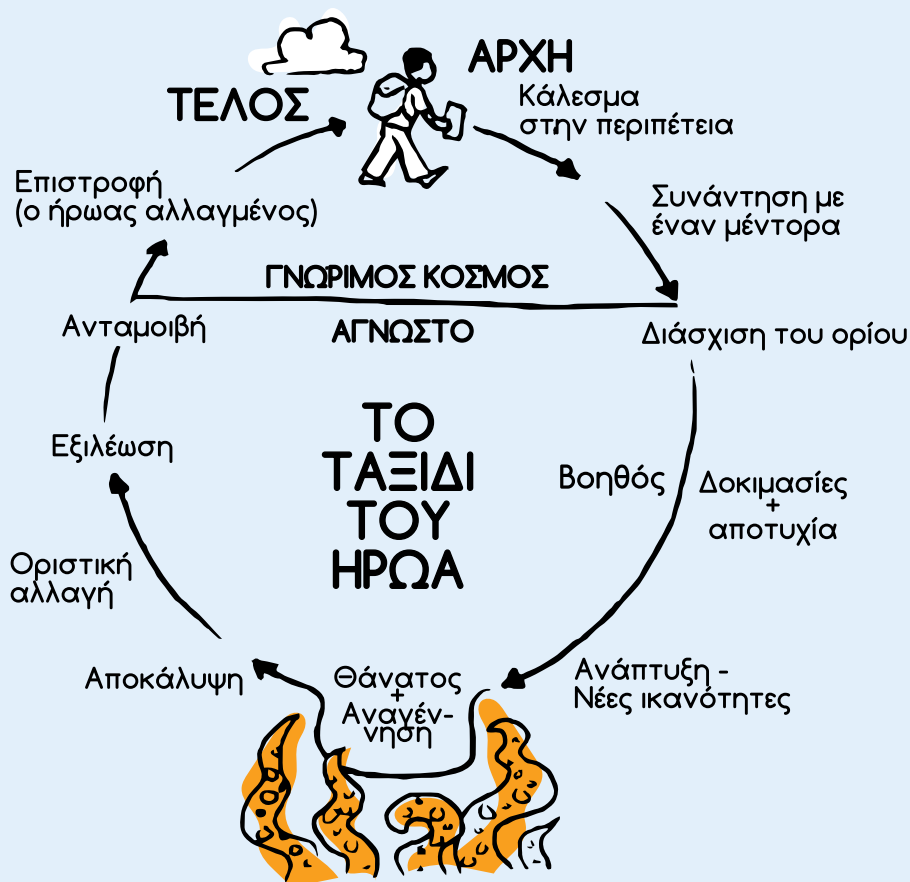 ΑΡΧΗ
Κάλεσμα
στην περιπέτεια
Συνάντηση με
έναν μέντορα
Διάσχιση του ορίου
Βοηθός
Δοκιμασίες
+
αποτυχία
Ανάπτυξη -
Νέες ικανότητες
Θάνατος
+
Αναγέν-
νηση
Αποκάλυψη
Οριστική
αλλαγή
Εξιλέωση
Ανταμοιβή
Επιστροφή
(ο ήρωας αλλαγμένος)
ΤΕΛΟΣ
ΓΝΩΡΙΜΟΣ ΚΟΣΜΟΣ
ΑΓΝΩΣΤΟ
ΤΟ
ΤΑΞΙΔΙ
ΤΟΥ
ΗΡΩΑ